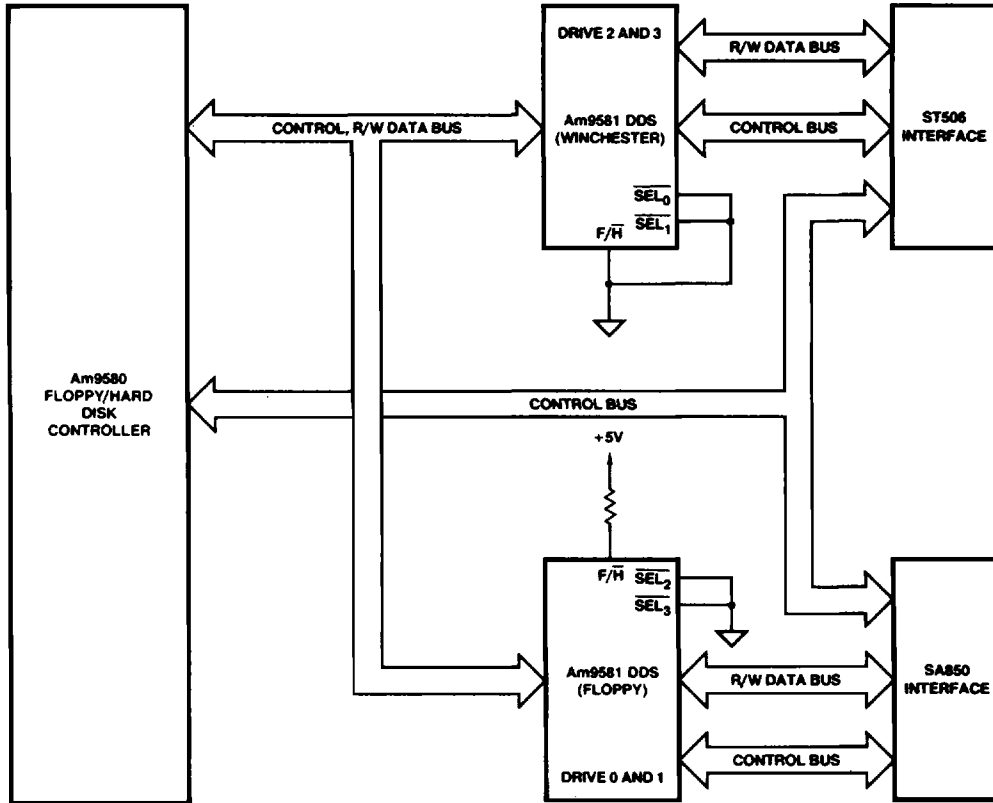 DRIVE 2 AND 3
Am9581 DDS
(WINCHESTER)
SEL0
SEL1
F/H
R/W DATA BUS
CONTROL BUS
ST506
INTERFACE
CONTROL, R/W DATA BUS
Am9580
FLOPPY/HARD
DISK
CONTROLLER
CONTROL BUS
+5V
F/H
SEL2
SEL3
Am9581 DDS
(FLOPPY)
DRIVE 0 AND 1
R/W DATA BUS
CONTROL BUS
SA850
INTERFACE